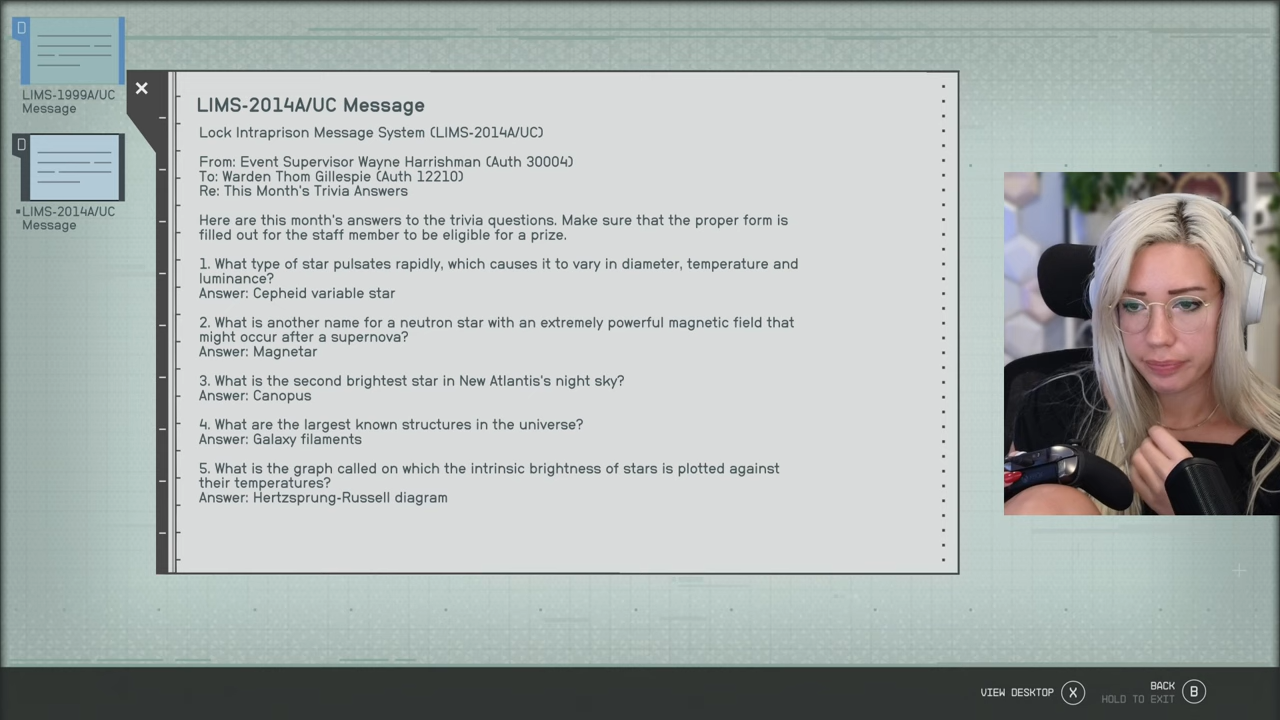 D
LIMS-1999A/UC
Message
D
LIMS-2014A/UC
Message
LIMS-2014A/UC Message
Lock Intraprison Message System (LIMS-2014A/UC)
From: Event Supervisor Wayne Harrishman (Auth 30004)
To: Warden Thom Gillespie (Auth 12210)
Re: This Month's Trivia Answers
Here are this month's answers to the trivia questions. Make sure that the proper form is
filled out for the staff member to be eligible for a prize.
1. What type of star pulsates rapidly, which causes it to vary in diameter, temperature and
luminance?
Answer: Cepheid variable star
2. What is another name for a neutron star with an extremely powerful magnetic field that
might occur after a supernova?
Answer: Magnetar
3. What is the second brightest star in New Atlantis's night sky?
Answer: Canopus
4. What are the largest known structures in the universe?
Answer: Galaxy filaments
5. What is the graph called on which the intrinsic brightness of stars is plotted against
their temperatures?
Answer: Hertzsprung-Russell diagram
VIEW DESKTOP X
BACK B
HOLD TO EXIT